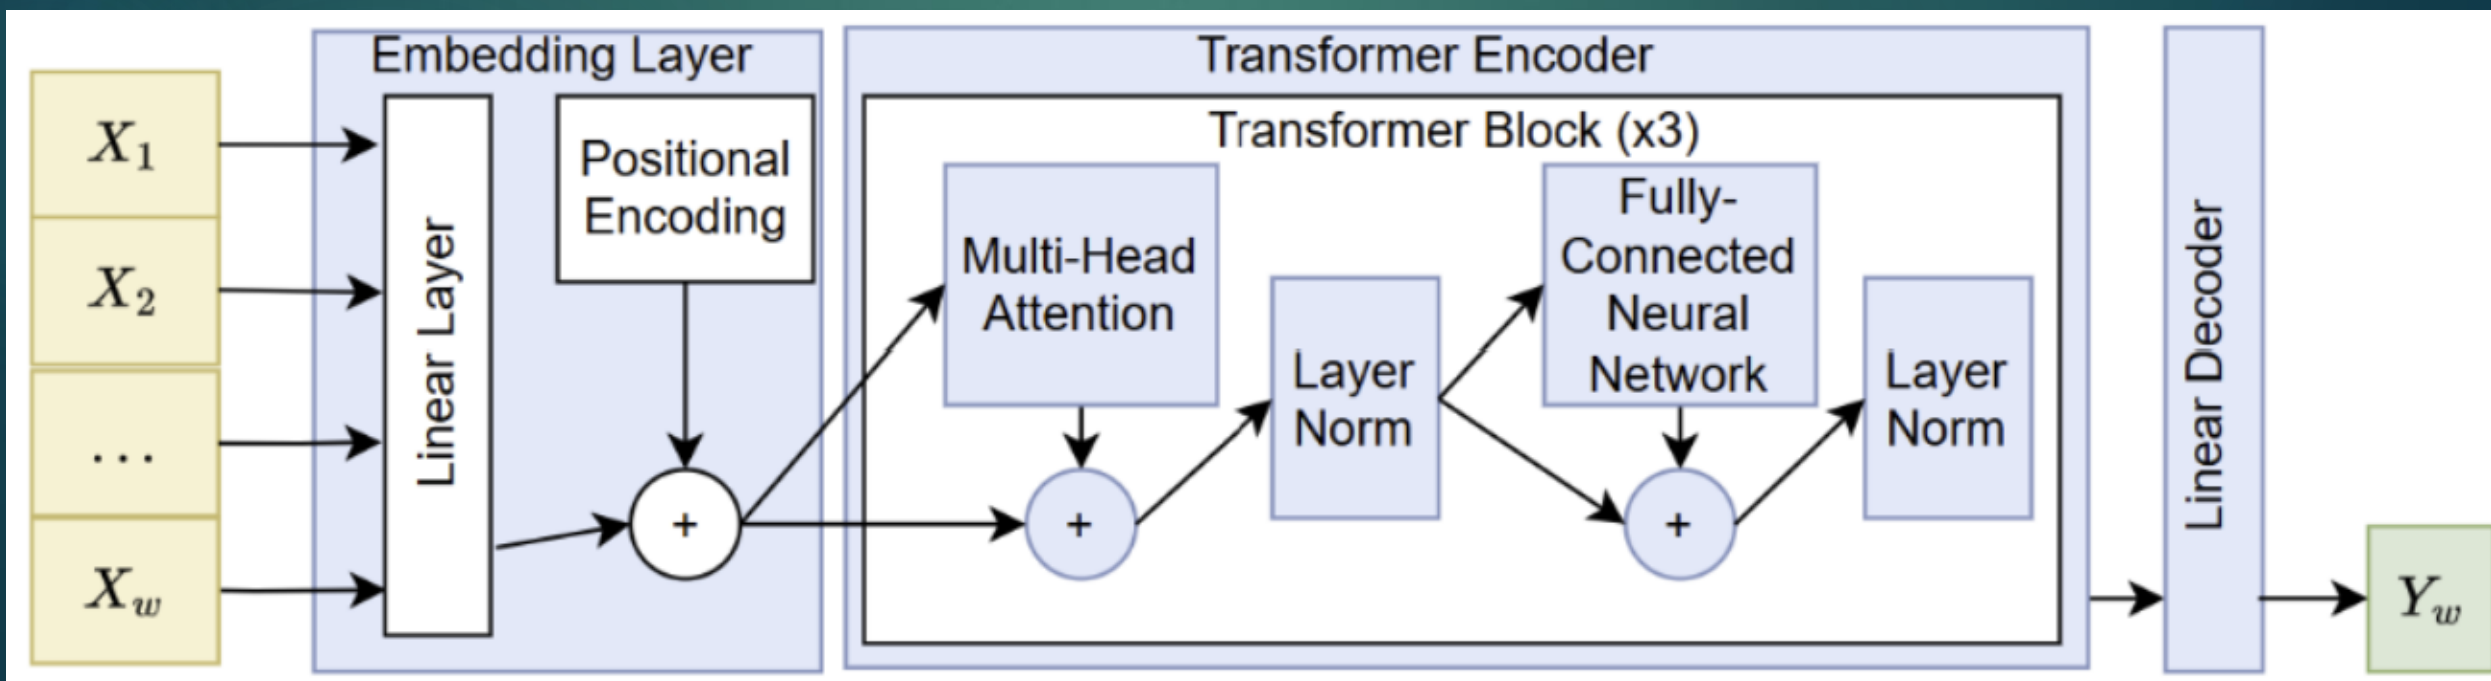 X1
X2
...
Xw
Embedding Layer
Linear Layer
Positional
Encoding
+
Transformer Encoder
Transformer Block (x3)
Multi-Head
Attention
+
Layer
Norm
Fully-
Connected
Neural
Network
+
Layer
Norm
Linear Decoder
Yw